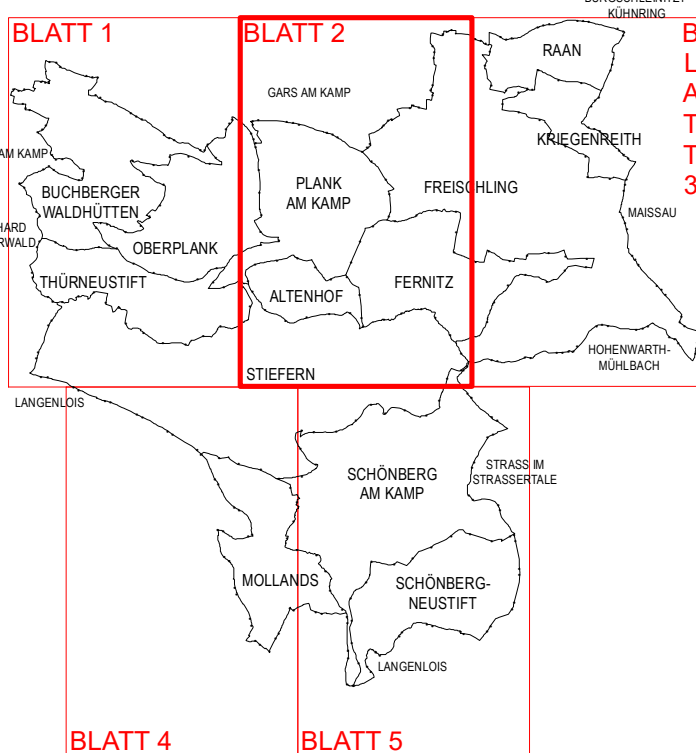 KÜHNRING
BLATT 1
BLATT 2
B
L
A
T
T
3
RAAN
GARS AM KAMP
KRIEGENREITH
AM KAMP
PLANK
AM KAMP
FREISCHLING
BUCHBERGER
WALDHÜTTEN
MAISSAU
OBERPLANK
THÜRNEUSTIFT
ALTENHOF
FERNITZ
HOHENWARTH-
MÜHLBACH
STIEFERN
LANGENLOIS
SCHÖNBERG
AM KAMP
STRASS IM
STRASSERTALE
MOLLANDS
SCHÖNBERG-
NEUSTIFT
LANGENLOIS
BLATT 4
BLATT 5